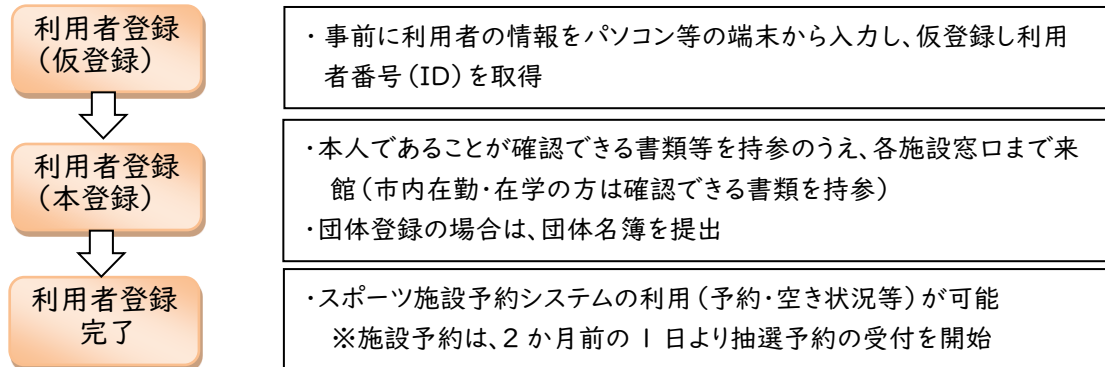 利用者登録
(仮登録)
・事前に利用者の情報をパソコン等の端末から入力し、仮登録し利用
者番号(ID)を取得
利用者登録
(本登録)
・本人であることが確認できる書類等を持参のうえ、各施設窓口まで来
館(市内在勤・在学の方は確認できる書類を持参)
・団体登録の場合は、団体名簿を提出
利用者登録
完了
・スポーツ施設予約システムの利用(予約・空き状況等)が可能
※施設予約は、2か月前の1日より抽選予約の受付を開始